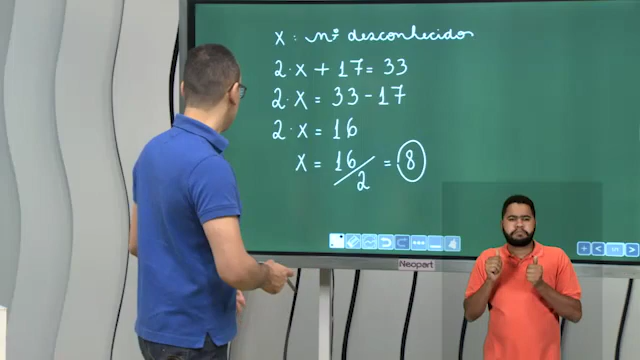 X : nº desconhecido
2·X + 17 = 33
2·X = 33 - 17
2·X = 16
X = 16/2 = 8
Neopart